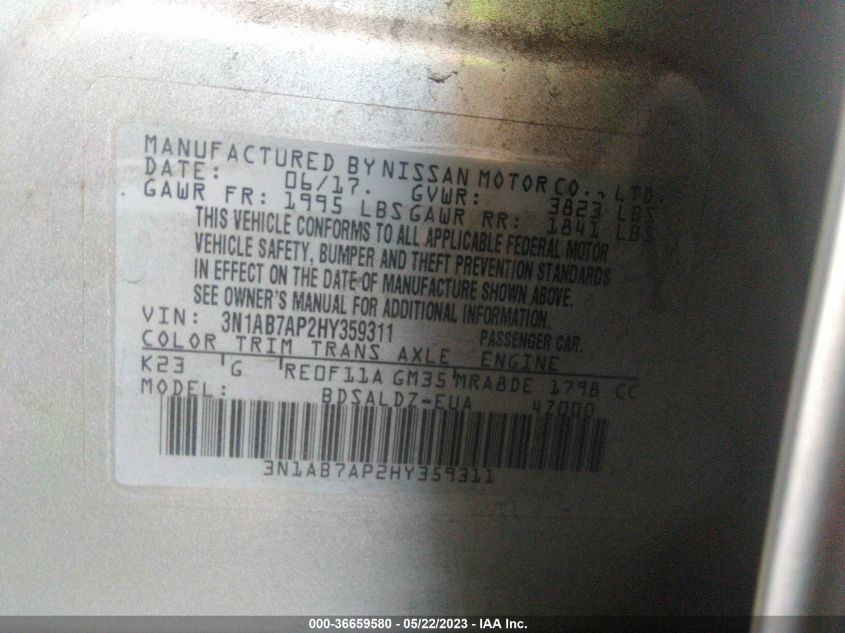 MANUFACTURED BY NISSAN MOTOR CO., LTD.
DATE: 06/17. GVWR: 3823 LBS
GAWR FR: 1995 LBS GAWR RR: 1841 LBS
THIS VEHICLE CONFORMS TO ALL APPLICABLE FEDERAL MOTOR
VEHICLE SAFETY, BUMPER AND THEFT PREVENTION STANDARDS
IN EFFECT ON THE DATE OF MANUFACTURE SHOWN ABOVE.
SEE OWNER'S MANUAL FOR ADDITIONAL INFORMATION.
VIN: 3N1AB7AP2HY359311 PASSENGER CAR.
COLOR TRIM TRANS AXLE ENGINE
K23 G RE0F11A GM35 MRA8DE 1798 CC
MODEL: BDSALDZ-EUA 47000
3N1AB7AP2HY359311
000-36659580 - 05/22/2023 - IAA Inc.